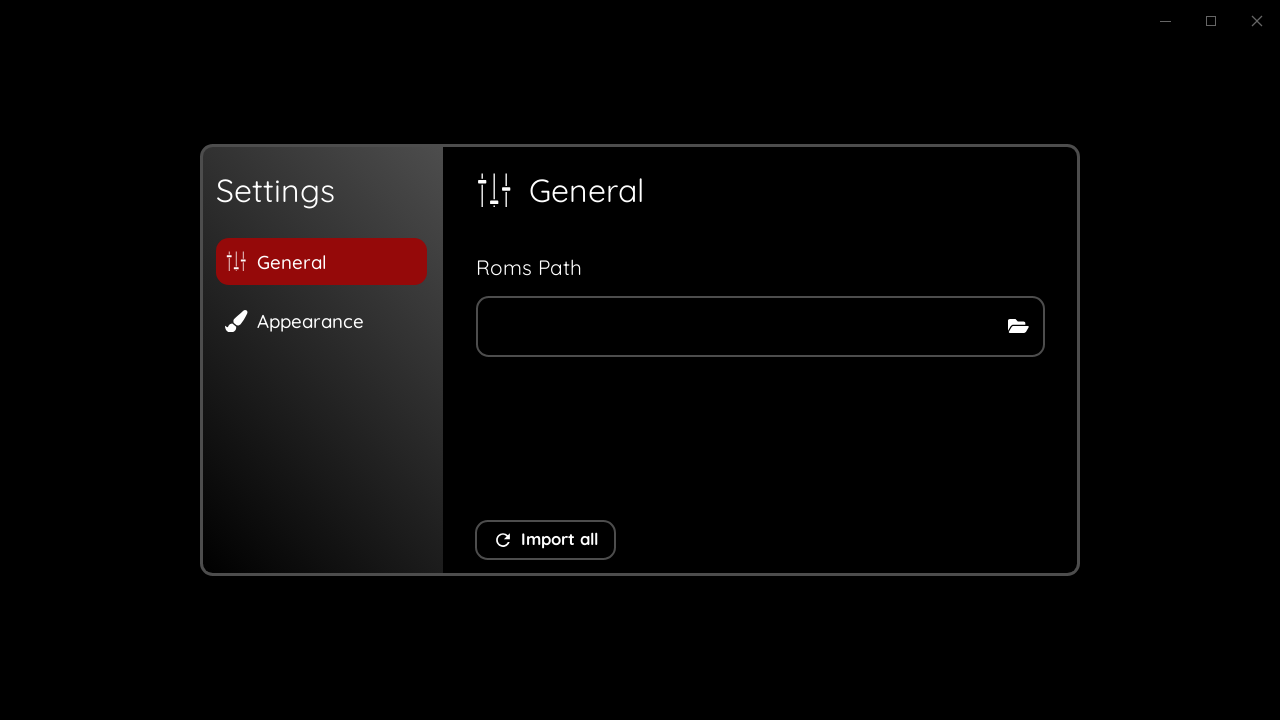 Settings
General
Appearance
General
Roms Path
Import all